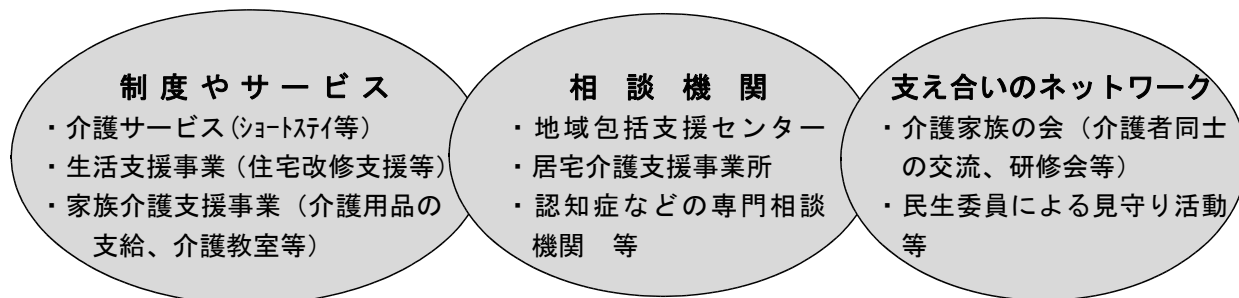 制度やサービス
・介護サービス(ｼｮｰﾄｽﾃｲ等)
・生活支援事業(住宅改修支援等)
・家族介護支援事業(介護用品の
支給、介護教室等)
相談機関
・地域包括支援センター
・居宅介護支援事業所
・認知症などの専門相談
機関 等
支え合いのネットワーク
・介護家族の会(介護者同士
の交流、研修会等)
・民生委員による見守り活動
等